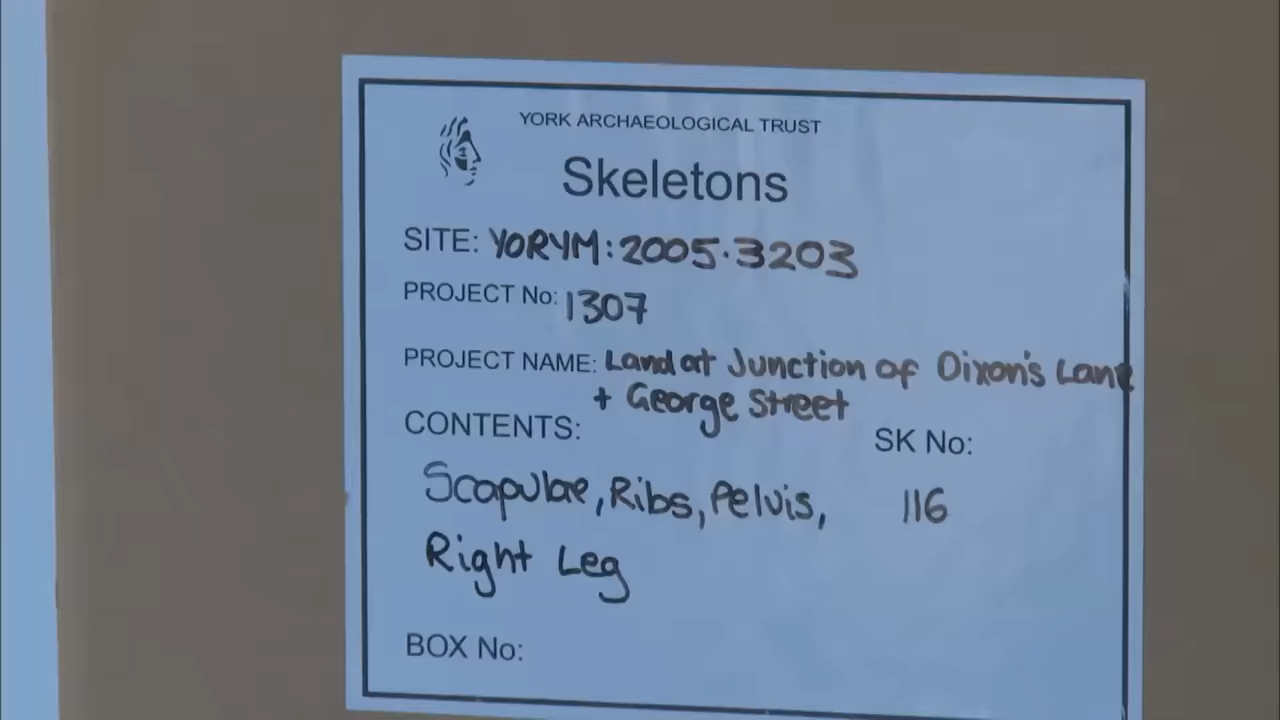 YORK ARCHAEOLOGICAL TRUST
Skeletons
SITE: YORYM:2005.3203
PROJECT No: 1307
PROJECT NAME: Land at Junction of Dixon's Lane
+ George Street
CONTENTS: SK No:
Scapulae, Ribs, Pelvis, 116
Right Leg
BOX No: